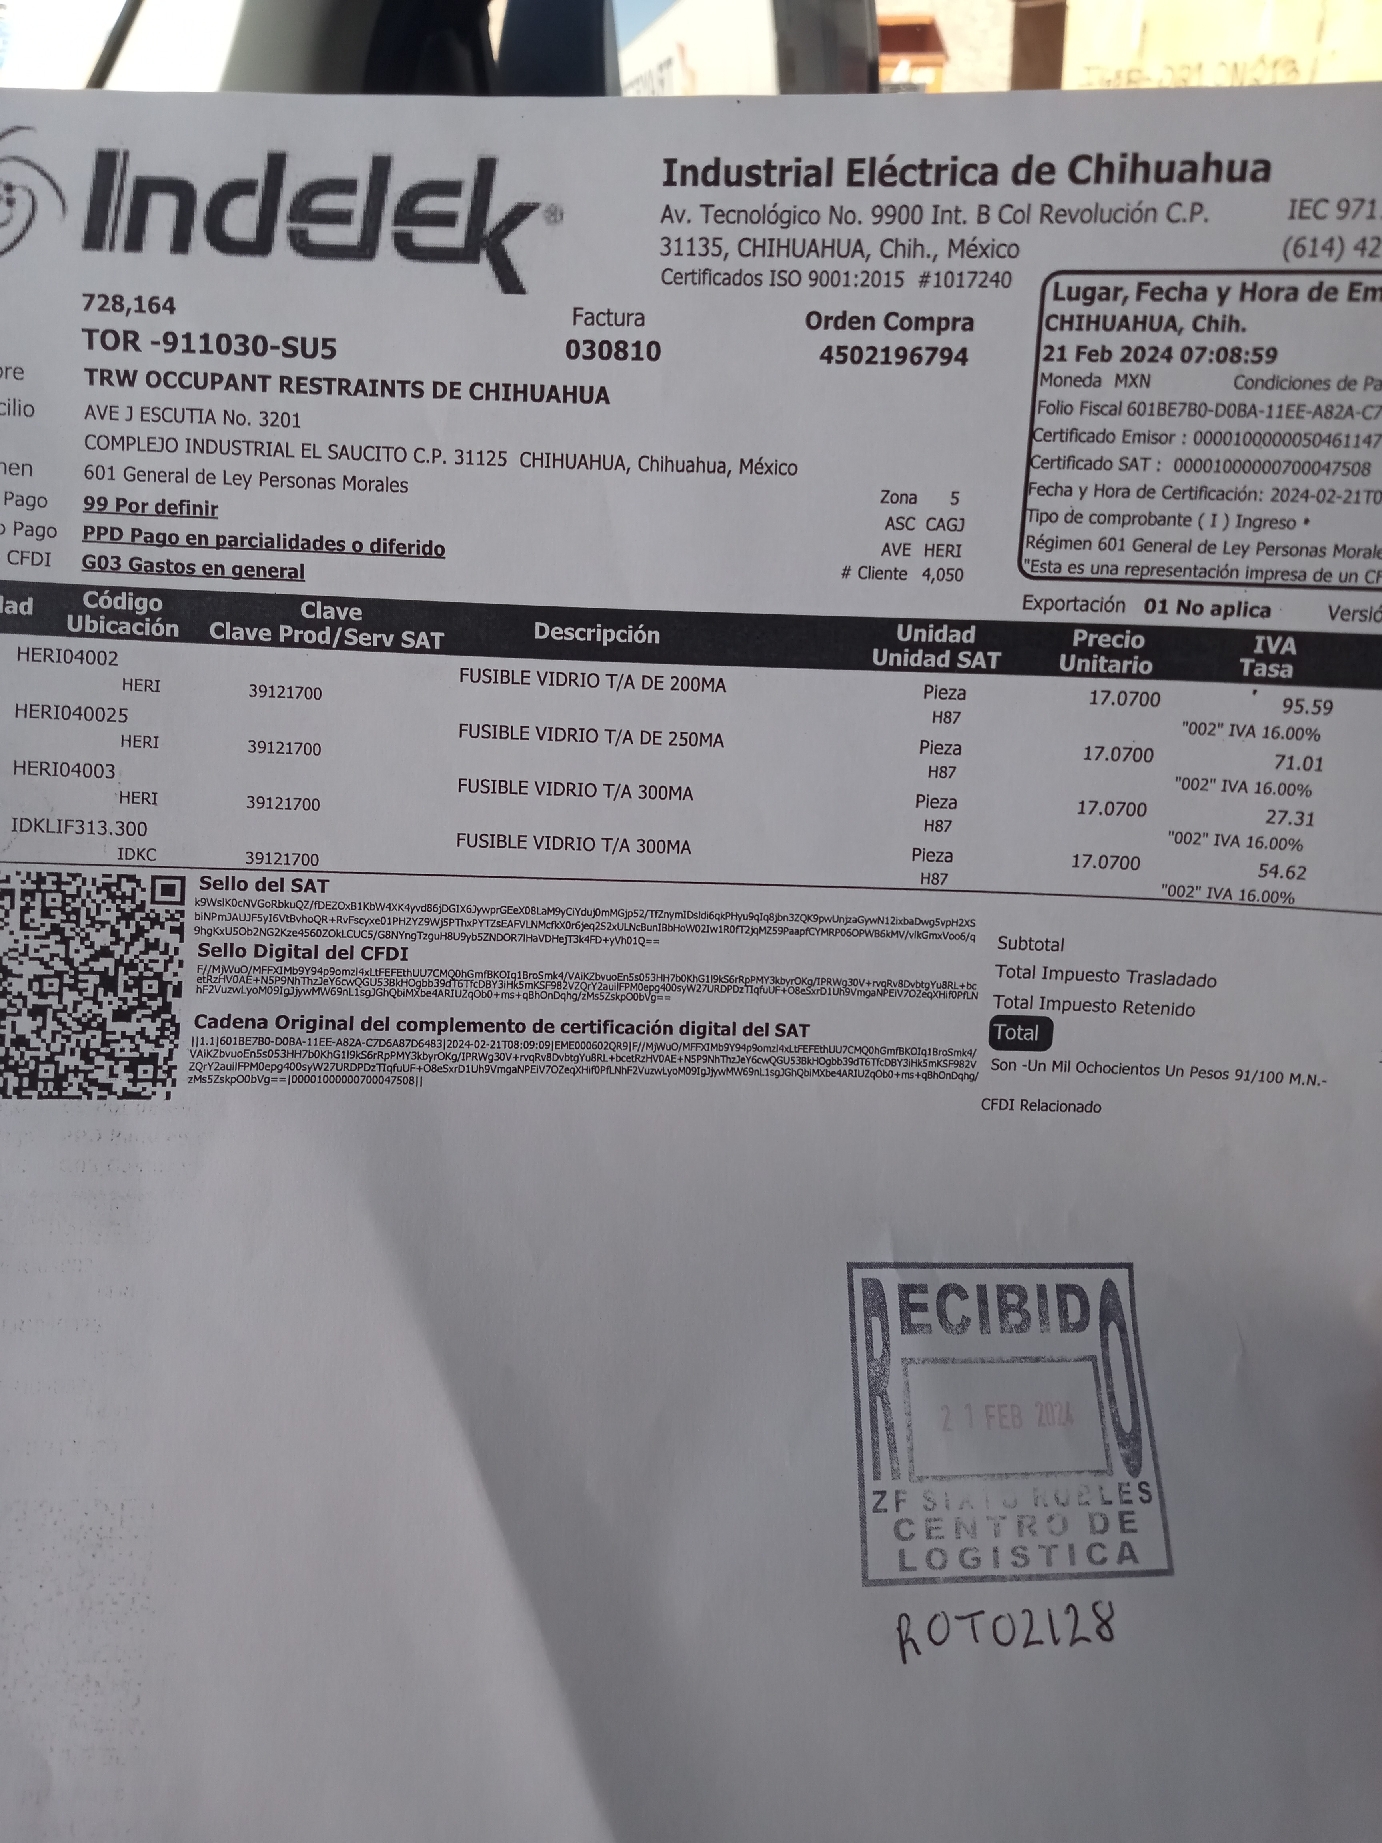 Indelek®
Industrial Eléctrica de Chihuahua
Av. Tecnológico No. 9900 Int. B Col Revolución C.P.
31135, CHIHUAHUA, Chih., México
Certificados ISO 9001:2015 #1017240
IEC 971
(614) 42
728,164
TOR -911030-SU5
Factura
030810
Orden Compra
4502196794
Lugar, Fecha y Hora de Em
CHIHUAHUA, Chih.
21 Feb 2024 07:08:59
Moneda MXN Condiciones de Pa
Folio Fiscal 601BE7B0-D0BA-11EE-A82A-C7
Certificado Emisor : 0000100000050461147
Certificado SAT : 00001000000700047508
Fecha y Hora de Certificación: 2024-02-21T0
Tipo de comprobante ( I ) Ingreso *
Régimen 601 General de Ley Personas Morale
"Esta es una representación impresa de un CF
TRW OCCUPANT RESTRAINTS DE CHIHUAHUA
AVE J ESCUTIA No. 3201
COMPLEJO INDUSTRIAL EL SAUCITO C.P. 31125 CHIHUAHUA, Chihuahua, México
601 General de Ley Personas Morales
Pago 99 Por definir
Pago PPD Pago en parcialidades o diferido
CFDI G03 Gastos en general
Zona 5
ASC CAGJ
AVE HERI
# Cliente 4,050
Exportación 01 No aplica Versió
dad Código Ubicación Clave Clave Prod/Serv SAT Descripción Unidad Unidad SAT Precio Unitario IVA Tasa
HERI04002 HERI 39121700 FUSIBLE VIDRIO T/A DE 200MA Pieza H87 17.0700 95.59 "002" IVA 16.00%
HERI040025 HERI 39121700 FUSIBLE VIDRIO T/A DE 250MA Pieza H87 17.0700 71.01 "002" IVA 16.00%
HERI04003 HERI 39121700 FUSIBLE VIDRIO T/A 300MA Pieza H87 17.0700 27.31 "002" IVA 16.00%
IDKLIF313.300 IDKC 39121700 FUSIBLE VIDRIO T/A 300MA Pieza H87 17.0700 54.62 "002" IVA 16.00%
Sello del SAT
Sello Digital del CFDI
Cadena Original del complemento de certificación digital del SAT
Subtotal
Total Impuesto Trasladado
Total Impuesto Retenido
Total
Son -Un Mil Ochocientos Un Pesos 91/100 M.N.-
CFDI Relacionado
RECIBIDO
21 FEB 2024
ZF SIXTO ROBLES
CENTRO DE
LOGISTICA
ROTO2128